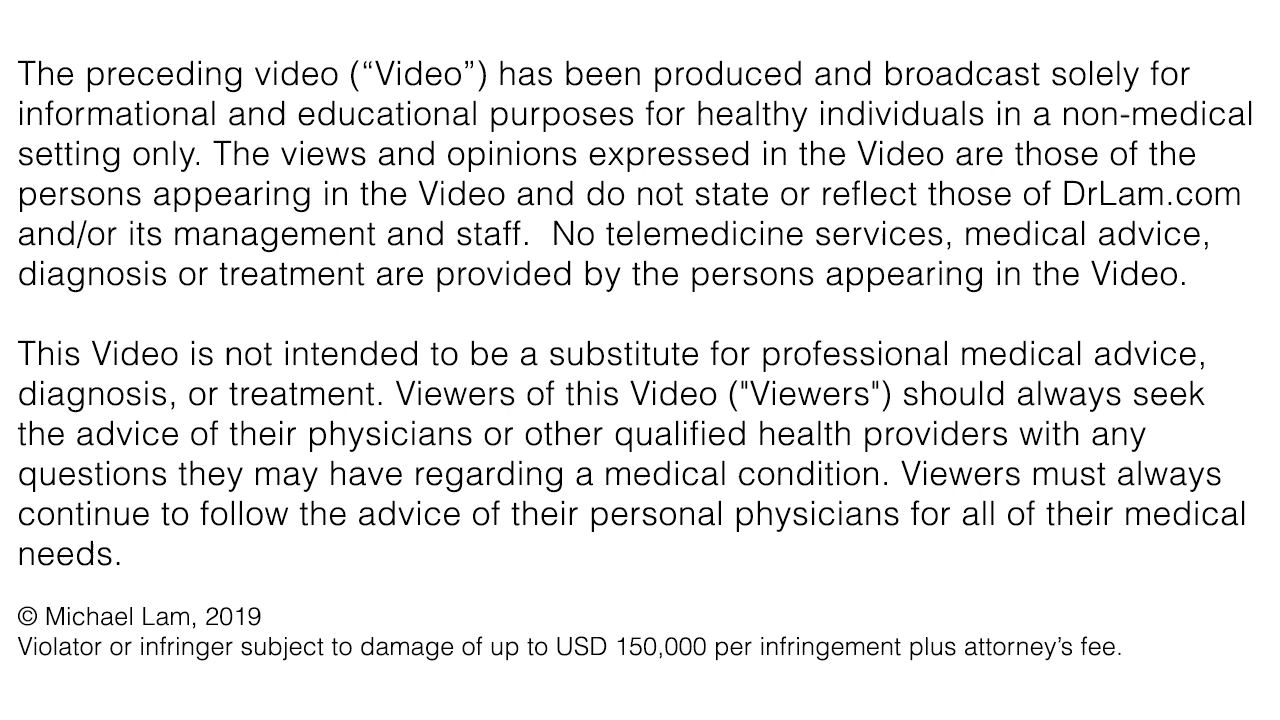 The preceding video (“Video”) has been produced and broadcast solely for
informational and educational purposes for healthy individuals in a non-medical
setting only. The views and opinions expressed in the Video are those of the
persons appearing in the Video and do not state or reflect those of DrLam.com
and/or its management and staff.  No telemedicine services, medical advice,
diagnosis or treatment are provided by the persons appearing in the Video.
This Video is not intended to be a substitute for professional medical advice,
diagnosis, or treatment. Viewers of this Video ("Viewers") should always seek
the advice of their physicians or other qualified health providers with any
questions they may have regarding a medical condition. Viewers must always
continue to follow the advice of their personal physicians for all of their medical
needs.
© Michael Lam, 2019
Violator or infringer subject to damage of up to USD 150,000 per infringement plus attorney’s fee.